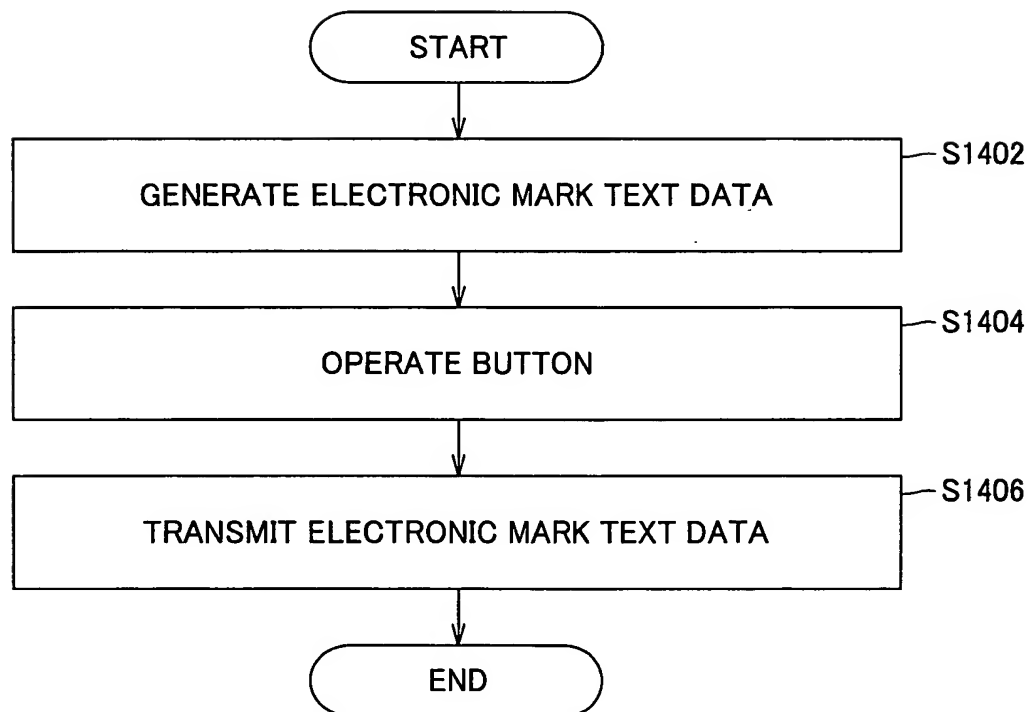 START
S1402
GENERATE ELECTRONIC MARK TEXT DATA
S1404
OPERATE BUTTON
S1406
TRANSMIT ELECTRONIC MARK TEXT DATA
END